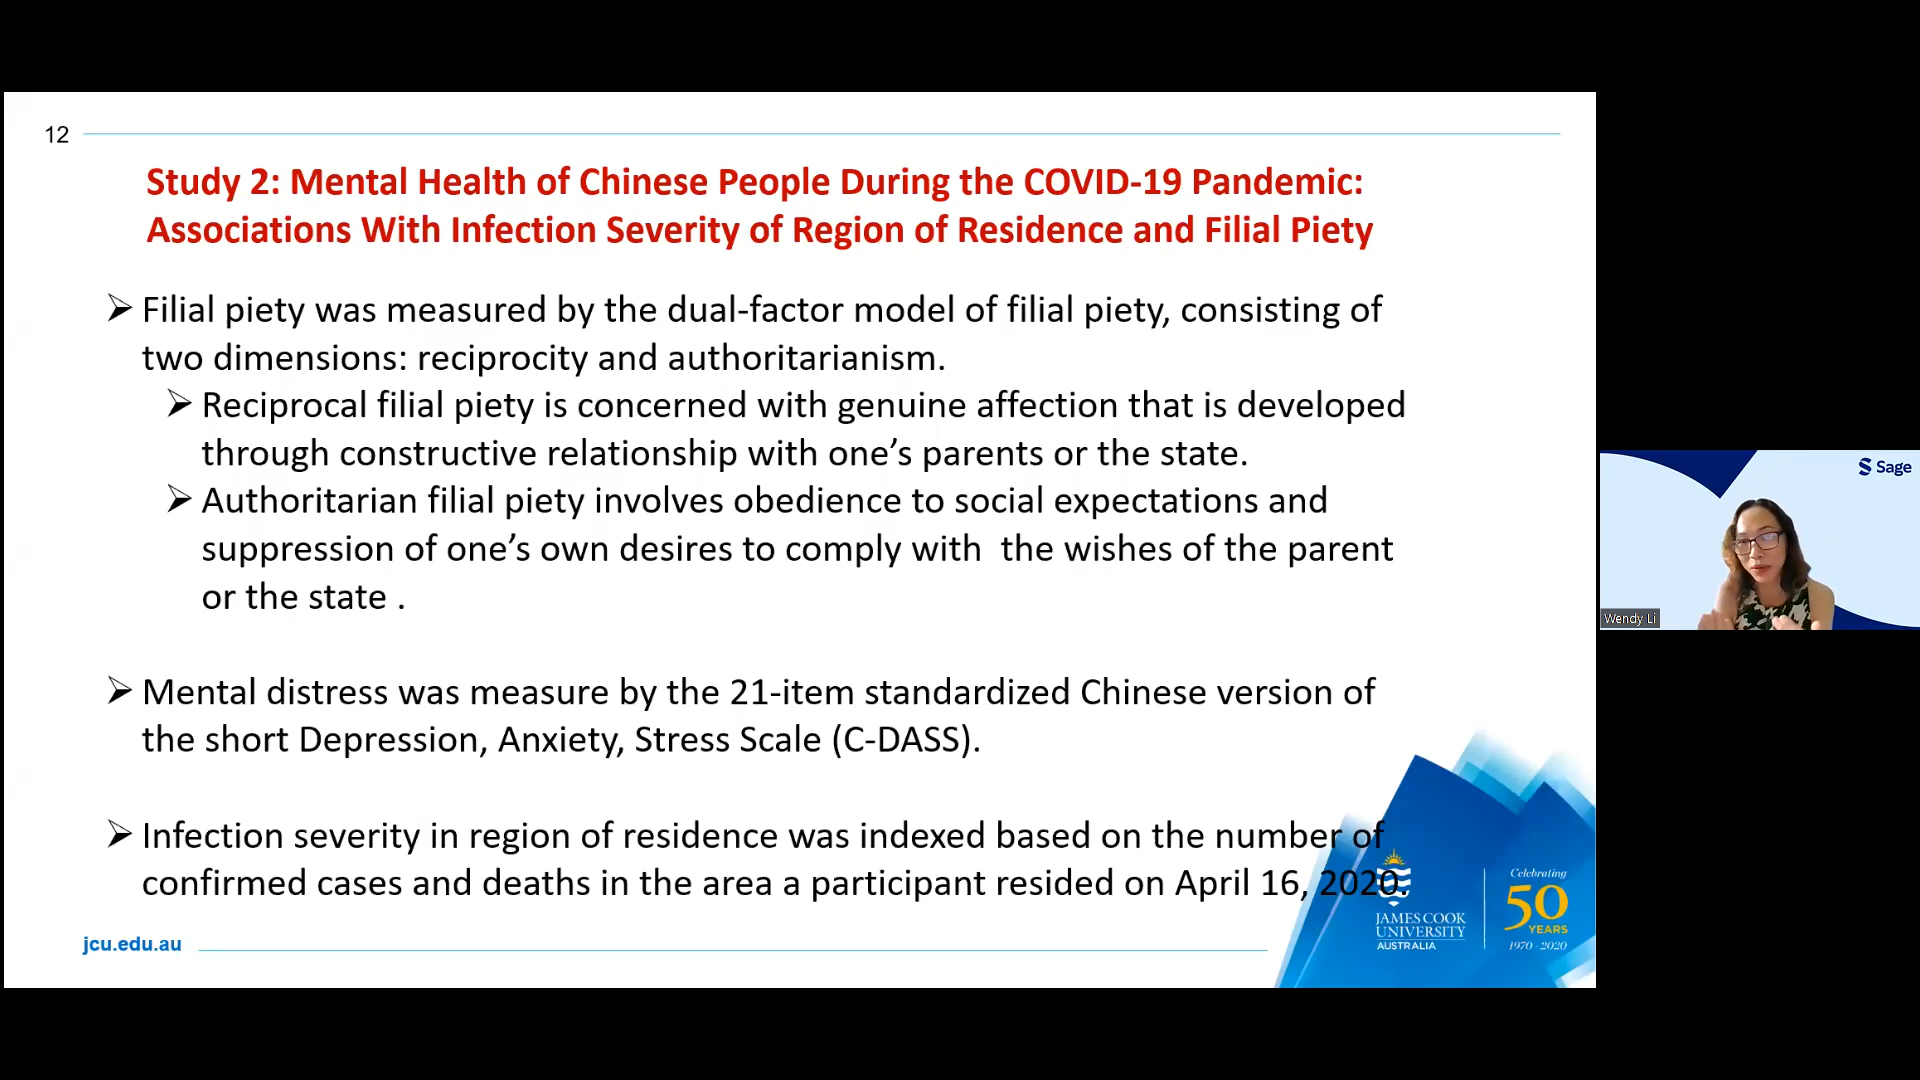 12
Study 2: Mental Health of Chinese People During the COVID-19 Pandemic:
Associations With Infection Severity of Region of Residence and Filial Piety
Filial piety was measured by the dual-factor model of filial piety, consisting of
two dimensions: reciprocity and authoritarianism.
Reciprocal filial piety is concerned with genuine affection that is developed
through constructive relationship with one’s parents or the state.
Authoritarian filial piety involves obedience to social expectations and
suppression of one’s own desires to comply with  the wishes of the parent
or the state .
Mental distress was measure by the 21-item standardized Chinese version of
the short Depression, Anxiety, Stress Scale (C-DASS).
Infection severity in region of residence was indexed based on the number of
confirmed cases and deaths in the area a participant resided on April 16, 2020.
jcu.edu.au
JAMES COOK
UNIVERSITY
AUSTRALIA
Celebrating
50
YEARS
1970 - 2020
Sage
Wendy Li